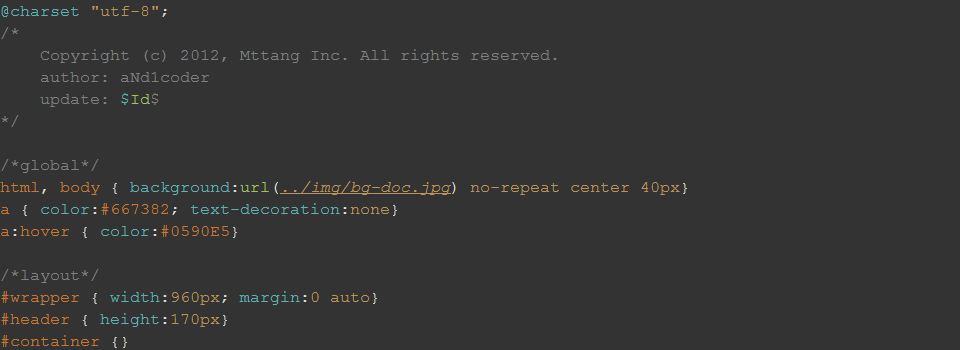 @charset "utf-8";
/*
    Copyright (c) 2012, Mttang Inc. All rights reserved.
    author: aNd1coder
    update: $Id$
*/

/*global*/
html, body { background:url(../img/bg-doc.jpg) no-repeat center 40px}
a { color:#667382; text-decoration:none}
a:hover { color:#0590E5}

/*layout*/
#wrapper { width:960px; margin:0 auto}
#header { height:170px}
#container {}